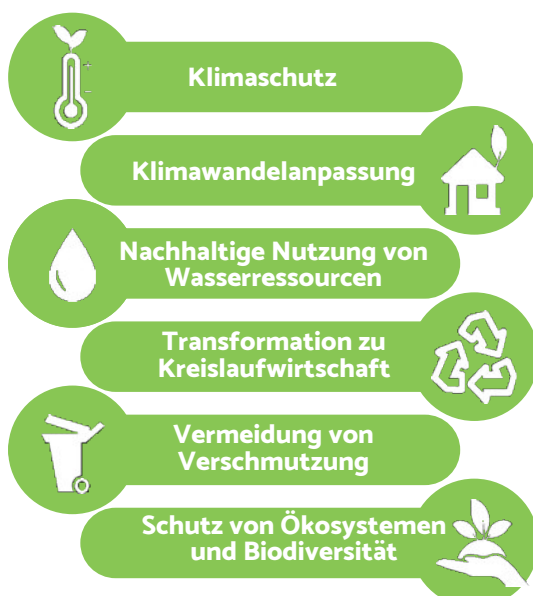 Klimaschutz
Klimawandelanpassung
Nachhaltige Nutzung von
Wasserressourcen
Transformation zu
Kreislaufwirtschaft
Vermeidung von
Verschmutzung
Schutz von Ökosystemen
und Biodiversität